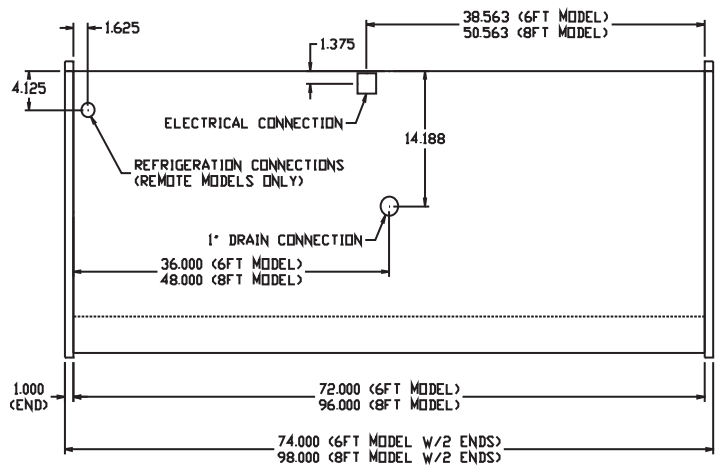 38.563 (6FT MODEL)
50.563 (8FT MODEL)
1.625
1.375
4.125
ELECTRICAL CONNECTION
14.188
REFRIGERATION CONNECTIONS
(REMOTE MODELS ONLY)
1" DRAIN CONNECTION
36.000 (6FT MODEL)
48.000 (8FT MODEL)
1.000
(END)
72.000 (6FT MODEL)
96.000 (8FT MODEL)
74.000 (6FT MODEL W/2 ENDS)
98.000 (8FT MODEL W/2 ENDS)